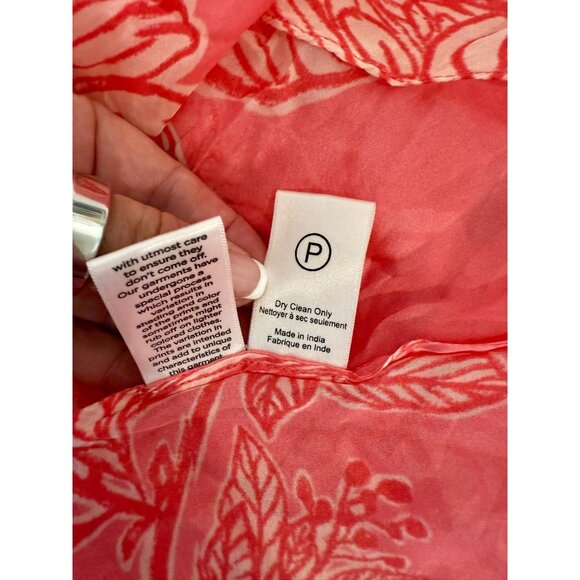 with utmost care
to ensure they
don't come off.
Our garments have
undergone a
special process
which results in
variation in
shading and color
of the prints and
sometimes might
run off on lighter
colored clothes.
The variation in
prints are intended
and add to unique
characteristics of
this garment
P
Dry Clean Only
Nettoyer à sec seulement
Made in India
Fabrique en Inde